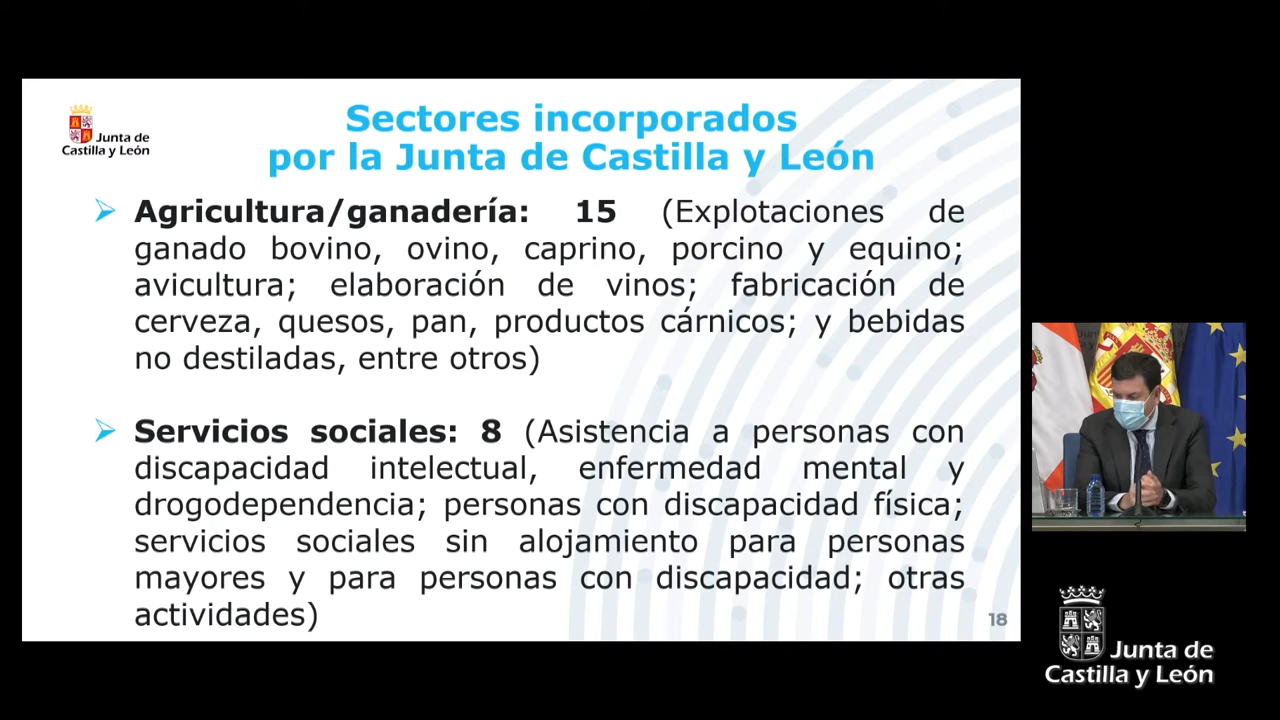 Junta de
Castilla y León
Sectores incorporados
por la Junta de Castilla y León
Agricultura/ganadería: 15 (Explotaciones de
ganado bovino, ovino, caprino, porcino y equino;
avicultura; elaboración de vinos; fabricación de
cerveza, quesos, pan, productos cárnicos; y bebidas
no destiladas, entre otros)
Servicios sociales: 8 (Asistencia a personas con
discapacidad intelectual, enfermedad mental y
drogodependencia; personas con discapacidad física;
servicios sociales sin alojamiento para personas
mayores y para personas con discapacidad; otras
actividades)
18
Junta de
Castilla y León